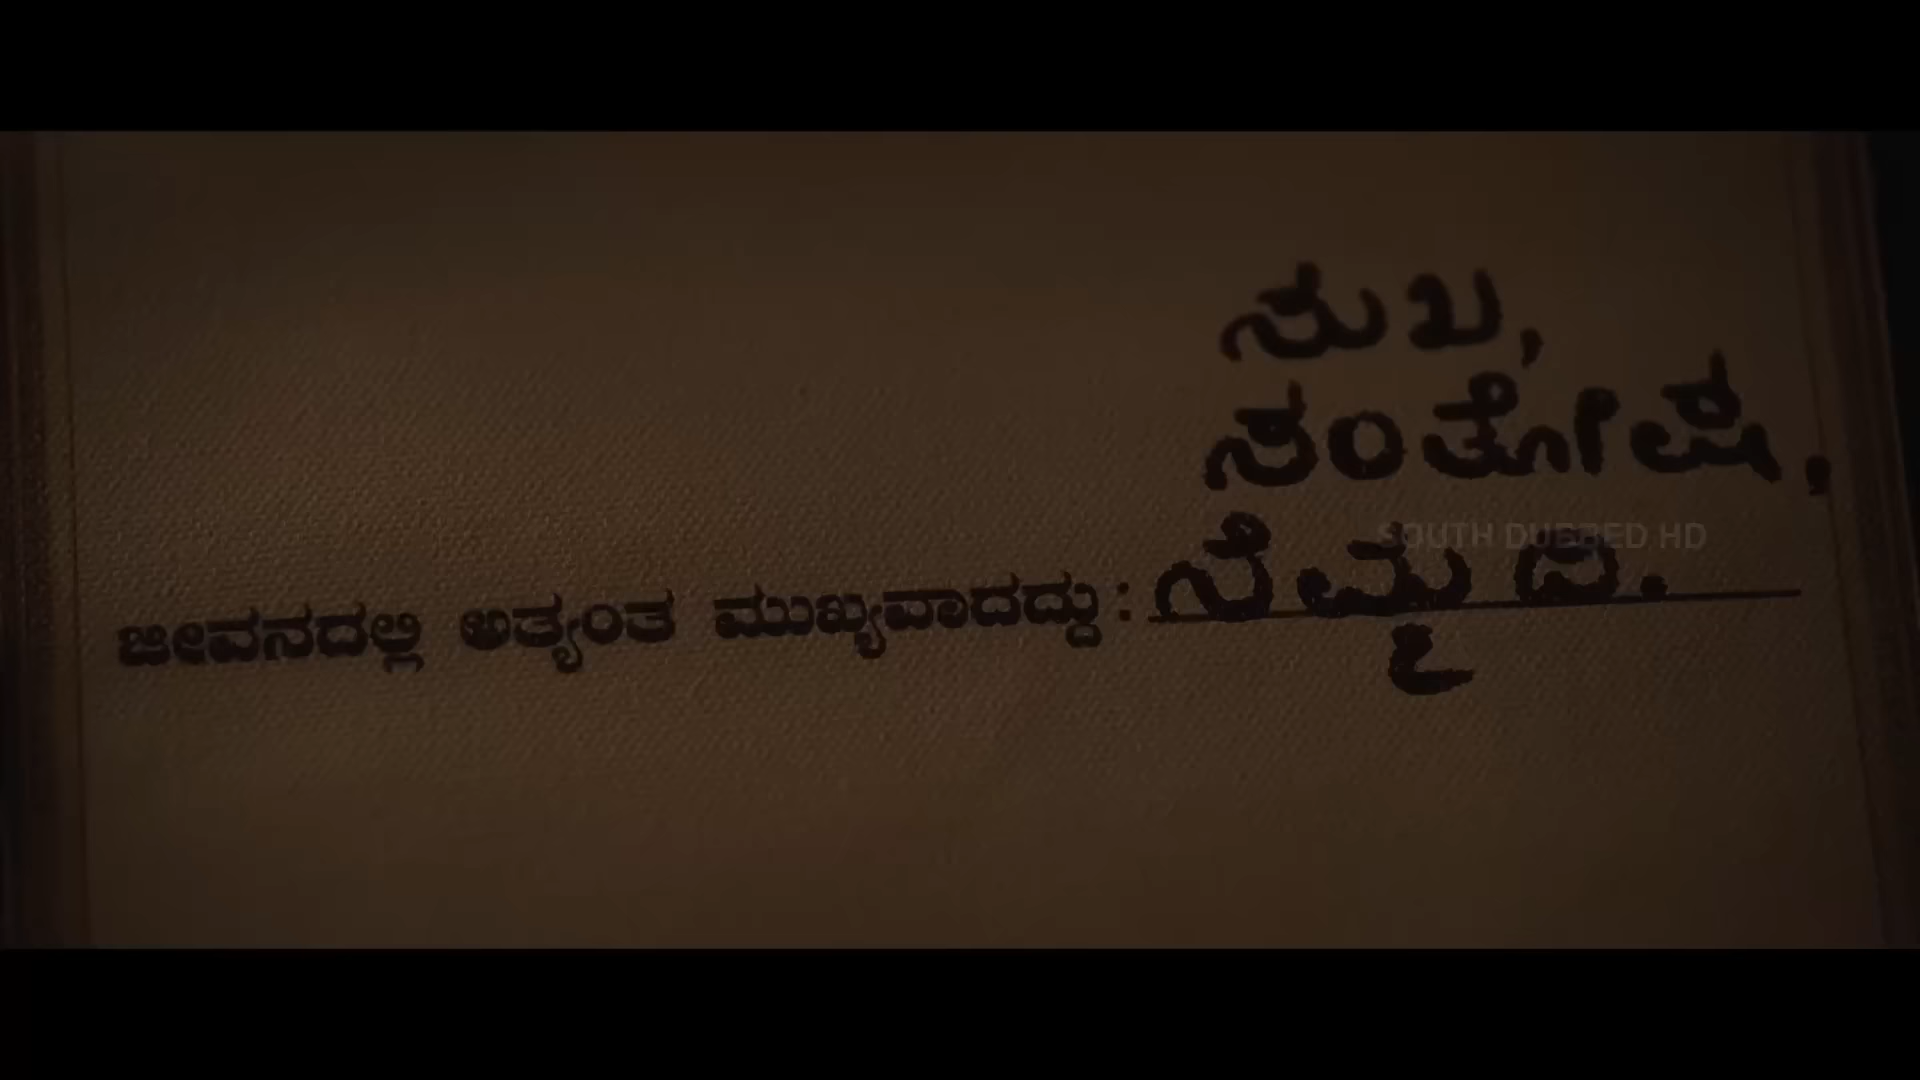 ಸುಖ,
ಸಂತೋಷ,
ಜೀವನದಲ್ಲಿ ಅತ್ಯಂತ ಮುಖ್ಯವಾದದ್ದು: ನೆಮ್ಮದಿ.
SOUTH DUBBED HD